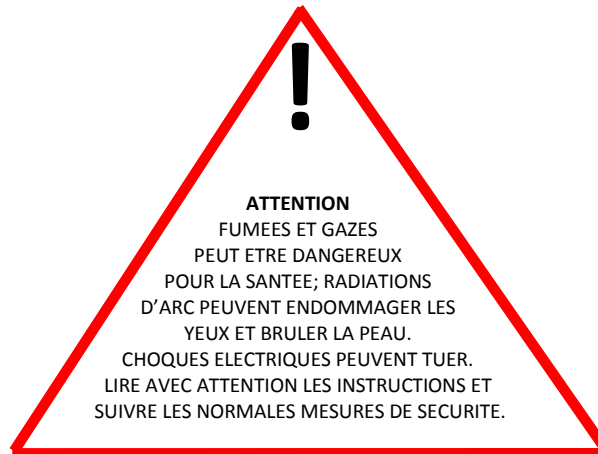 !
ATTENTION
FUMEES ET GAZES
PEUT ETRE DANGEREUX
POUR LA SANTEE; RADIATIONS
D’ARC PEUVENT ENDOMMAGER LES
YEUX ET BRULER LA PEAU.
CHOQUES ELECTRIQUES PEUVENT TUER.
LIRE AVEC ATTENTION LES INSTRUCTIONS ET
SUIVRE LES NORMALES MESURES DE SECURITE.